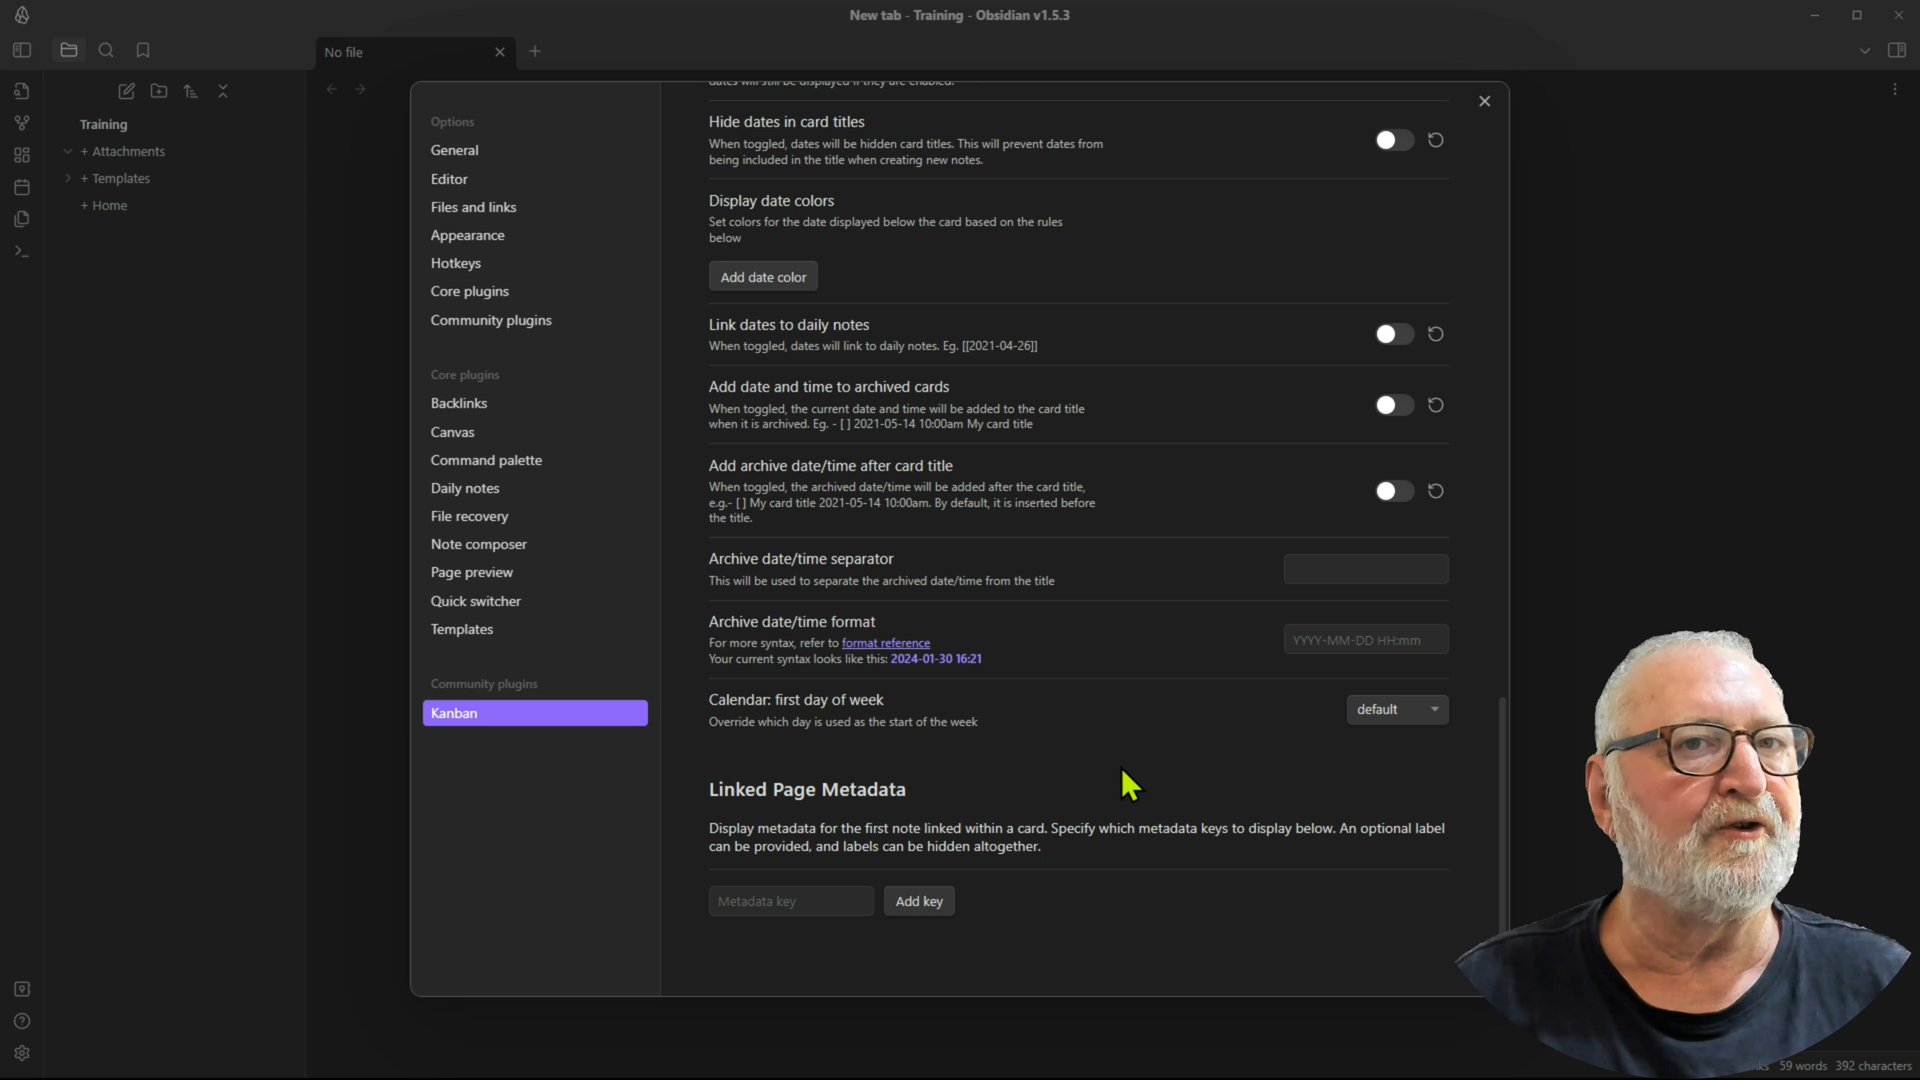 New tab - Training - Obsidian v1.5.3
No file
Training
+ Attachments
+ Templates
+ Home
Options
General
Editor
Files and links
Appearance
Hotkeys
Core plugins
Community plugins
Core plugins
Backlinks
Canvas
Command palette
Daily notes
File recovery
Note composer
Page preview
Quick switcher
Templates
Community plugins
Kanban
dates will still be displayed if they are enabled.
Hide dates in card titles
When toggled, dates will be hidden card titles. This will prevent dates from
being included in the title when creating new notes.
Display date colors
Set colors for the date displayed below the card based on the rules
below
Add date color
Link dates to daily notes
When toggled, dates will link to daily notes. Eg. [[2021-04-26]]
Add date and time to archived cards
When toggled, the current date and time will be added to the card title
when it is archived. Eg. - [ ] 2021-05-14 10:00am My card title
Add archive date/time after card title
When toggled, the archived date/time will be added after the card title,
e.g.- [ ] My card title 2021-05-14 10:00am. By default, it is inserted before
the title.
Archive date/time separator
This will be used to separate the archived date/time from the title
Archive date/time format
For more syntax, refer to format reference
Your current syntax looks like this: 2024-01-30 16:21
YYYY-MM-DD HH:mm
Calendar: first day of week
Override which day is used as the start of the week
default
Linked Page Metadata
Display metadata for the first note linked within a card. Specify which metadata keys to display below. An optional label
can be provided, and labels can be hidden altogether.
Metadata key
Add key
59 words 392 characters